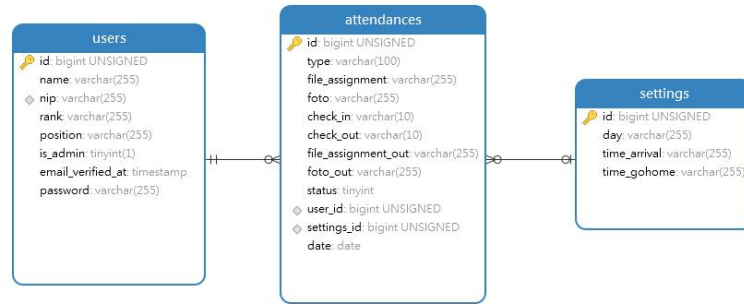 users
id: bigint UNSIGNED
name: varchar(255)
nip: varchar(255)
rank: varchar(255)
position: varchar(255)
is_admin: tinyint(1)
email_verified_at: timestamp
password: varchar(255)
attendances
id: bigint UNSIGNED
type: varchar(100)
file_assignment: varchar(255)
foto: varchar(255)
check_in: varchar(10)
check_out: varchar(10)
file_assignment_out: varchar(255)
foto_out: varchar(255)
status: tinyint
user_id: bigint UNSIGNED
settings_id: bigint UNSIGNED
date: date
settings
id: bigint UNSIGNED
day: varchar(255)
time_arrival: varchar(255)
time_gohome: varchar(255)